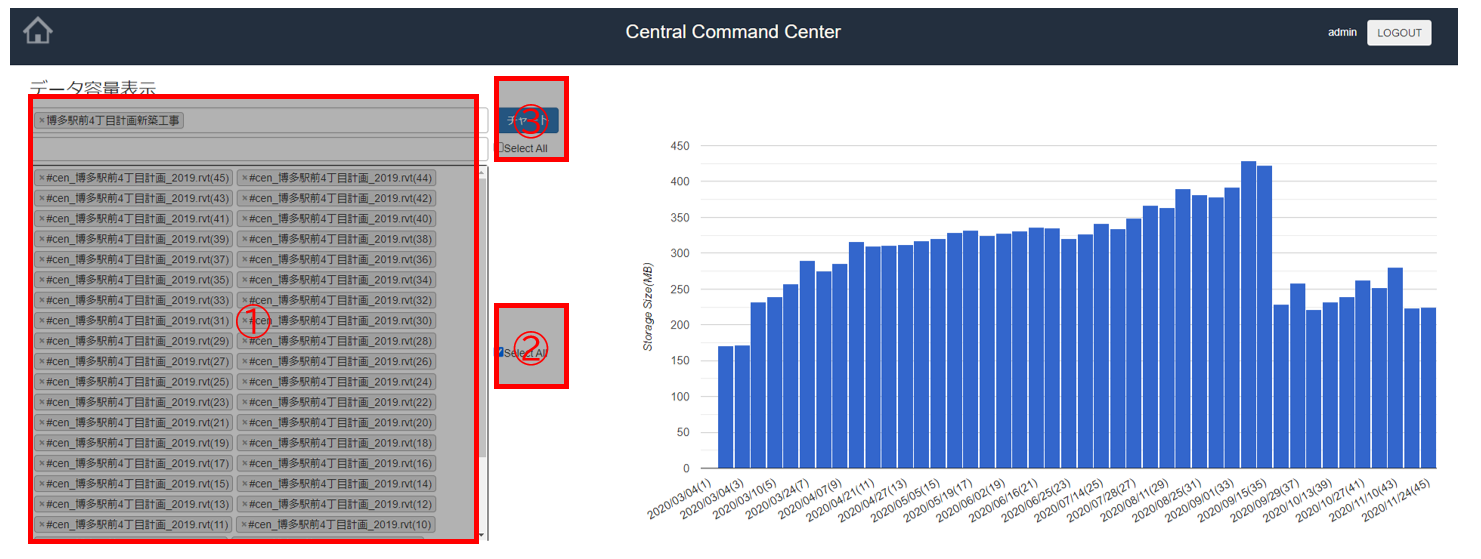 Central Command Center
admin
LOGOUT
データ容量表示
×博多駅前4丁目計画新築工事
チャート
③
Select All
×#cen_博多駅前4丁目計画_2019.rvt(45) ×#cen_博多駅前4丁目計画_2019.rvt(44)
×#cen_博多駅前4丁目計画_2019.rvt(43) ×#cen_博多駅前4丁目計画_2019.rvt(42)
×#cen_博多駅前4丁目計画_2019.rvt(41) ×#cen_博多駅前4丁目計画_2019.rvt(40)
×#cen_博多駅前4丁目計画_2019.rvt(39) ×#cen_博多駅前4丁目計画_2019.rvt(38)
×#cen_博多駅前4丁目計画_2019.rvt(37) ×#cen_博多駅前4丁目計画_2019.rvt(36)
×#cen_博多駅前4丁目計画_2019.rvt(35) ×#cen_博多駅前4丁目計画_2019.rvt(34)
×#cen_博多駅前4丁目計画_2019.rvt(33) ×#cen_博多駅前4丁目計画_2019.rvt(32)
×#cen_博多駅前4丁目計画_2019.rvt(31) ×#cen_博多駅前4丁目計画_2019.rvt(30)
①
×#cen_博多駅前4丁目計画_2019.rvt(29) ×#cen_博多駅前4丁目計画_2019.rvt(28)
×#cen_博多駅前4丁目計画_2019.rvt(27) ×#cen_博多駅前4丁目計画_2019.rvt(26)
×#cen_博多駅前4丁目計画_2019.rvt(25) ×#cen_博多駅前4丁目計画_2019.rvt(24)
×#cen_博多駅前4丁目計画_2019.rvt(23) ×#cen_博多駅前4丁目計画_2019.rvt(22)
×#cen_博多駅前4丁目計画_2019.rvt(21) ×#cen_博多駅前4丁目計画_2019.rvt(20)
×#cen_博多駅前4丁目計画_2019.rvt(19) ×#cen_博多駅前4丁目計画_2019.rvt(18)
×#cen_博多駅前4丁目計画_2019.rvt(17) ×#cen_博多駅前4丁目計画_2019.rvt(16)
×#cen_博多駅前4丁目計画_2019.rvt(15) ×#cen_博多駅前4丁目計画_2019.rvt(14)
×#cen_博多駅前4丁目計画_2019.rvt(13) ×#cen_博多駅前4丁目計画_2019.rvt(12)
×#cen_博多駅前4丁目計画_2019.rvt(11) ×#cen_博多駅前4丁目計画_2019.rvt(10)
②
Select All
450
400
350
300
250
200
150
100
50
0
Storage Size(MB)
2020/03/04(1)
2020/03/04(3)
2020/03/10(5)
2020/03/24(7)
2020/04/07(9)
2020/04/21(11)
2020/04/27(13)
2020/05/05(15)
2020/05/19(17)
2020/06/02(19)
2020/06/16(21)
2020/06/25(23)
2020/07/14(25)
2020/07/28(27)
2020/08/11(29)
2020/08/25(31)
2020/09/01(33)
2020/09/15(35)
2020/09/29(37)
2020/10/13(39)
2020/10/27(41)
2020/11/10(43)
2020/11/24(45)